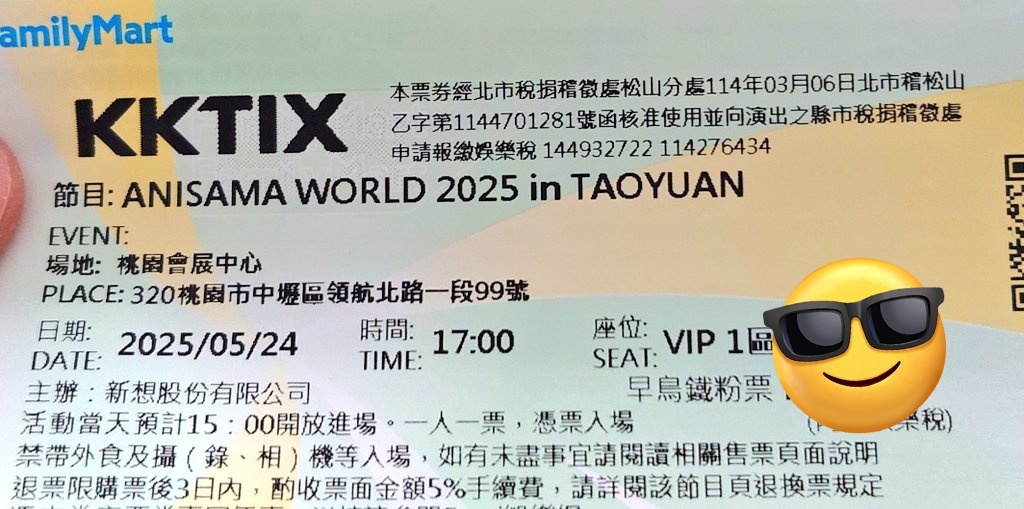 FamilyMart
KKTIX
本票券經北市稅捐稽徵處松山分處114年03月06日北市稽松山
乙字第1144701281號函核准使用並向演出之縣市稅捐稽徵處
申請報繳娛樂稅 144932722 114276434
節目: ANISAMA WORLD 2025 in TAOYUAN
EVENT:
場地: 桃園會展中心
PLACE: 320桃園市中壢區領航北路一段99號
日期: 2025/05/24 時間: 17:00 座位: VIP 1區
DATE: TIME: SEAT:
主辦：新想股份有限公司 早鳥鐵粉票
活動當天預計15：00開放進場。一人一票，憑票入場
禁帶外食及攝（錄、相）機等入場，如有未盡事宜請閱讀相關售票頁面說明
退票限購票後3日內，酌收票面金額5%手續費，請詳閱該節目頁退換票規定